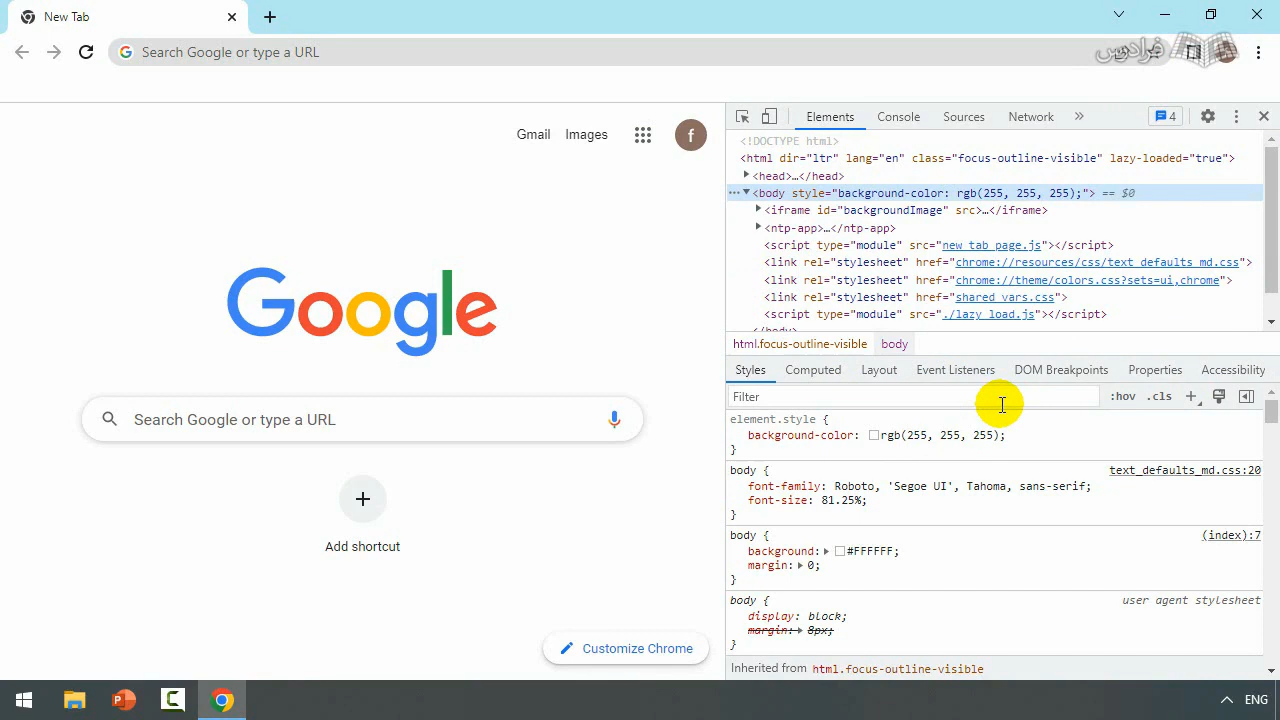 New Tab
Search Google or type a URL
فرادرس
Gmail
Images
f
Google
Search Google or type a URL
Add shortcut
Customize Chrome
Elements
Console
Sources
Network
4
<!DOCTYPE html>
<html dir="ltr" lang="en" class="focus-outline-visible" lazy-loaded="true">
<head>…</head>
<body style="background-color: rgb(255, 255, 255);"> == $0
<iframe id="backgroundImage" src>…</iframe>
<ntp-app>…</ntp-app>
<script type="module" src="new_tab_page.js"></script>
<link rel="stylesheet" href="chrome://resources/css/text_defaults_md.css">
<link rel="stylesheet" href="chrome://theme/colors.css?sets=ui,chrome">
<link rel="stylesheet" href="shared_vars.css">
<script type="module" src="./lazy_load.js"></script>
</body>
html.focus-outline-visible
body
Styles
Computed
Layout
Event Listeners
DOM Breakpoints
Properties
Accessibility
Filter
:hov .cls
element.style {
background-color: rgb(255, 255, 255);
}
body { text_defaults_md.css:20
font-family: Roboto, 'Segoe UI', Tahoma, sans-serif;
font-size: 81.25%;
}
body { (index):7
background: #FFFFFF;
margin: 0;
}
body { user agent stylesheet
display: block;
margin: 8px;
}
Inherited from html.focus-outline-visible
ENG